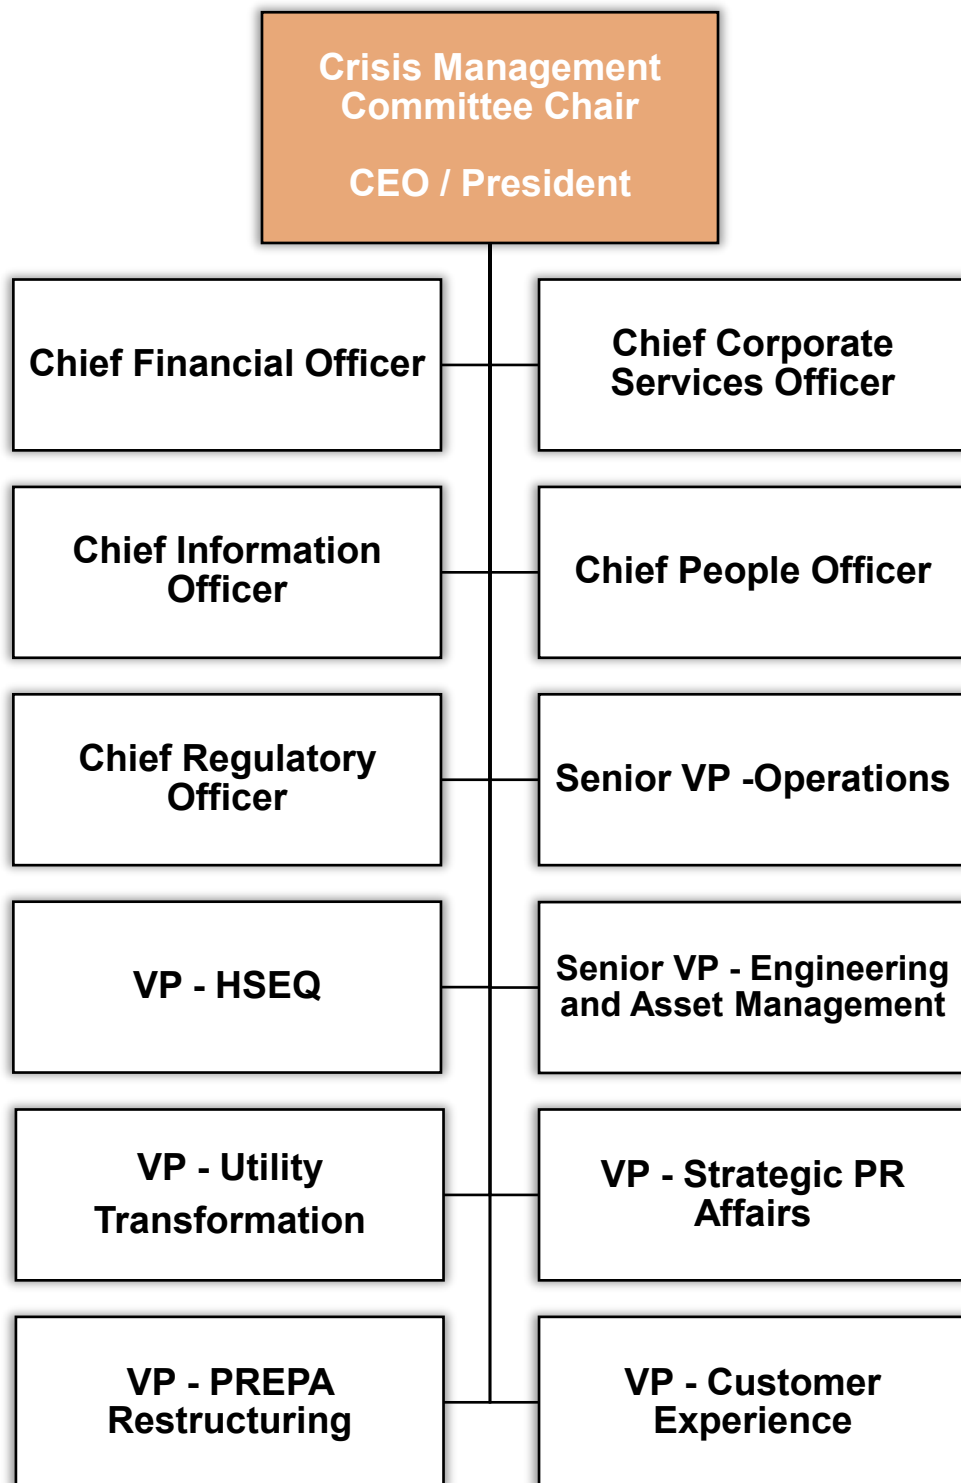 Crisis Management
Committee Chair
CEO / President
Chief Financial Officer
Chief Corporate
Services Officer
Chief Information
Officer
Chief People Officer
Chief Regulatory
Officer
Senior VP -Operations
VP - HSEQ
Senior VP - Engineering
and Asset Management
VP - Utility
Transformation
VP - Strategic PR
Affairs
VP - PREPA
Restructuring
VP - Customer
Experience